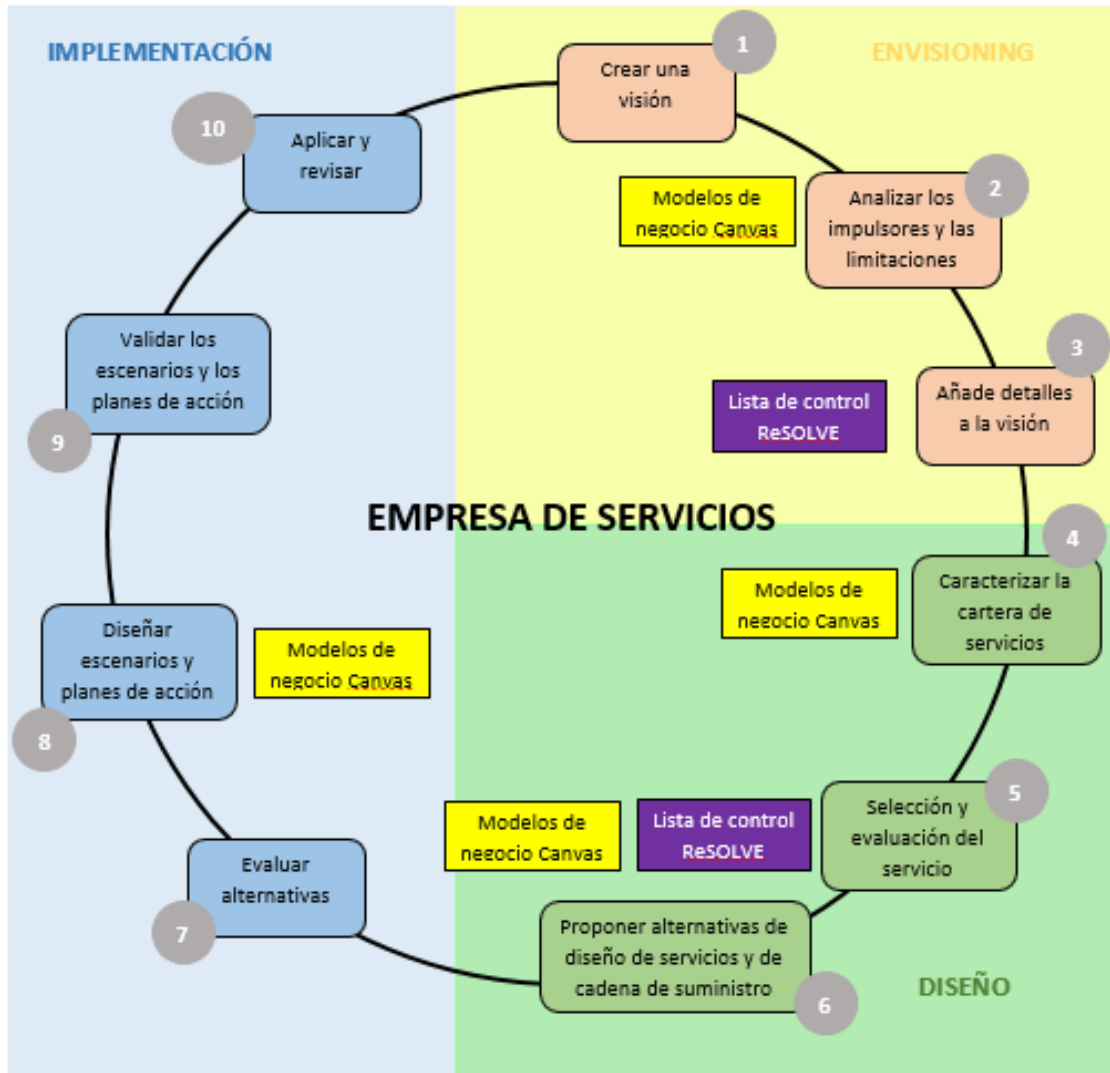 IMPLEMENTACIÓN
ENVISIONING
1
Crear una
visión
2
Analizar los
impulsores y las
limitaciones
Modelos de
negocio Canvas
3
Añade detalles
a la visión
Lista de control
ReSOLVE
EMPRESA DE SERVICIOS
4
Caracterizar la
cartera de
servicios
Modelos de
negocio Canvas
5
Selección y
evaluación del
servicio
Modelos de
negocio Canvas
Lista de control
ReSOLVE
Proponer alternativas de
diseño de servicios y de
cadena de suministro
6
DISEÑO
Evaluar
alternativas
7
Diseñar
escenarios y
planes de acción
8
Modelos de
negocio Canvas
Validar los
escenarios y los
planes de acción
9
10
Aplicar y
revisar